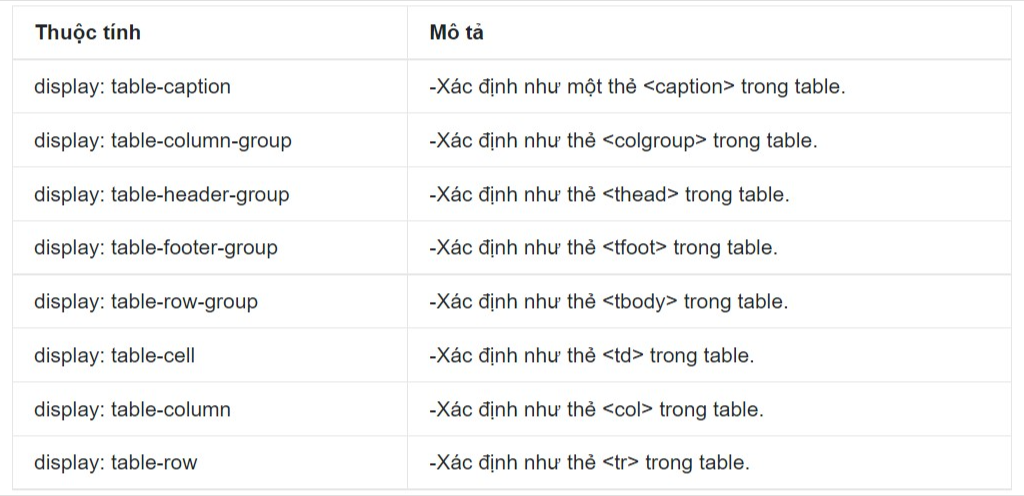 Thuộc tính Mô tả
display: table-caption -Xác định như một thẻ <caption> trong table.
display: table-column-group -Xác định như thẻ <colgroup> trong table.
display: table-header-group -Xác định như thẻ <thead> trong table.
display: table-footer-group -Xác định như thẻ <tfoot> trong table.
display: table-row-group -Xác định như thẻ <tbody> trong table.
display: table-cell -Xác định như thẻ <td> trong table.
display: table-column -Xác định như thẻ <col> trong table.
display: table-row -Xác định như thẻ <tr> trong table.